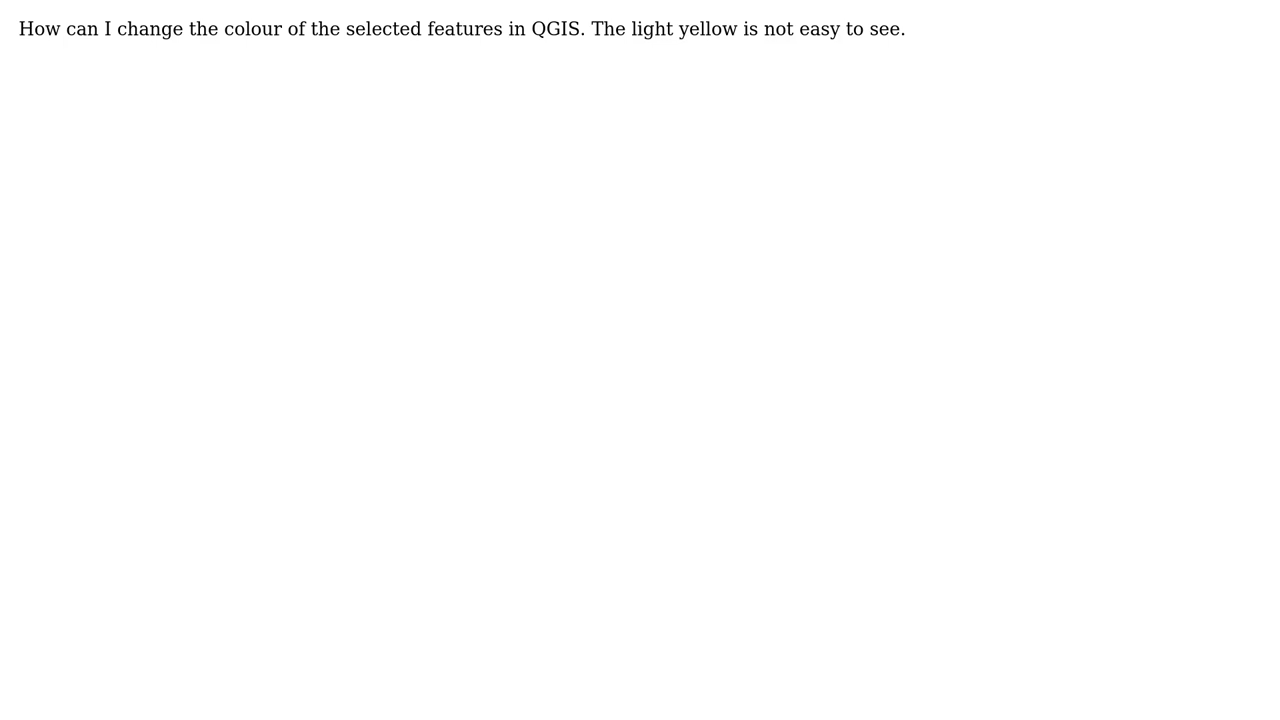 How can I change the colour of the selected features in QGIS. The light yellow is not easy to see.